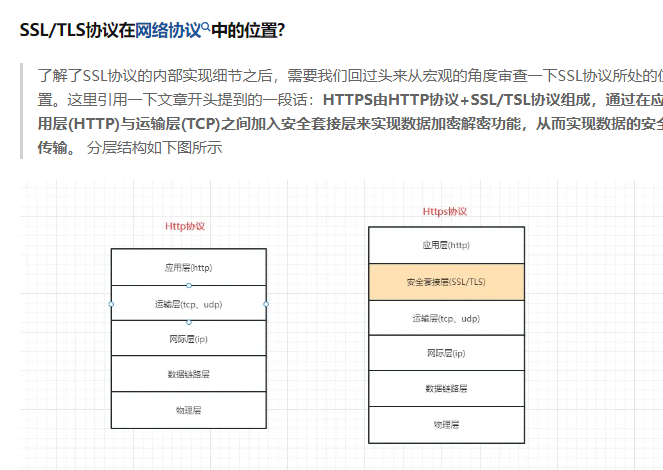 SSL/TLS协议在网络协议中的位置?
了解了SSL协议的内部实现细节之后，需要我们回过头来从宏观的角度审查一下SSL协议所处的位
置。这里引用一下文章开头提到的一段话：HTTPS由HTTP协议+SSL/TSL协议组成，通过在应
用层(HTTP)与运输层(TCP)之间加入安全套接层来实现数据加密解密功能，从而实现数据的安全
传输。 分层结构如下图所示
Http协议
应用层(http)
运输层(tcp、udp)
网际层(ip)
数据链路层
物理层
Https协议
应用层(http)
安全套接层(SSL/TLS)
运输层(tcp、udp)
网际层(ip)
数据链路层
物理层